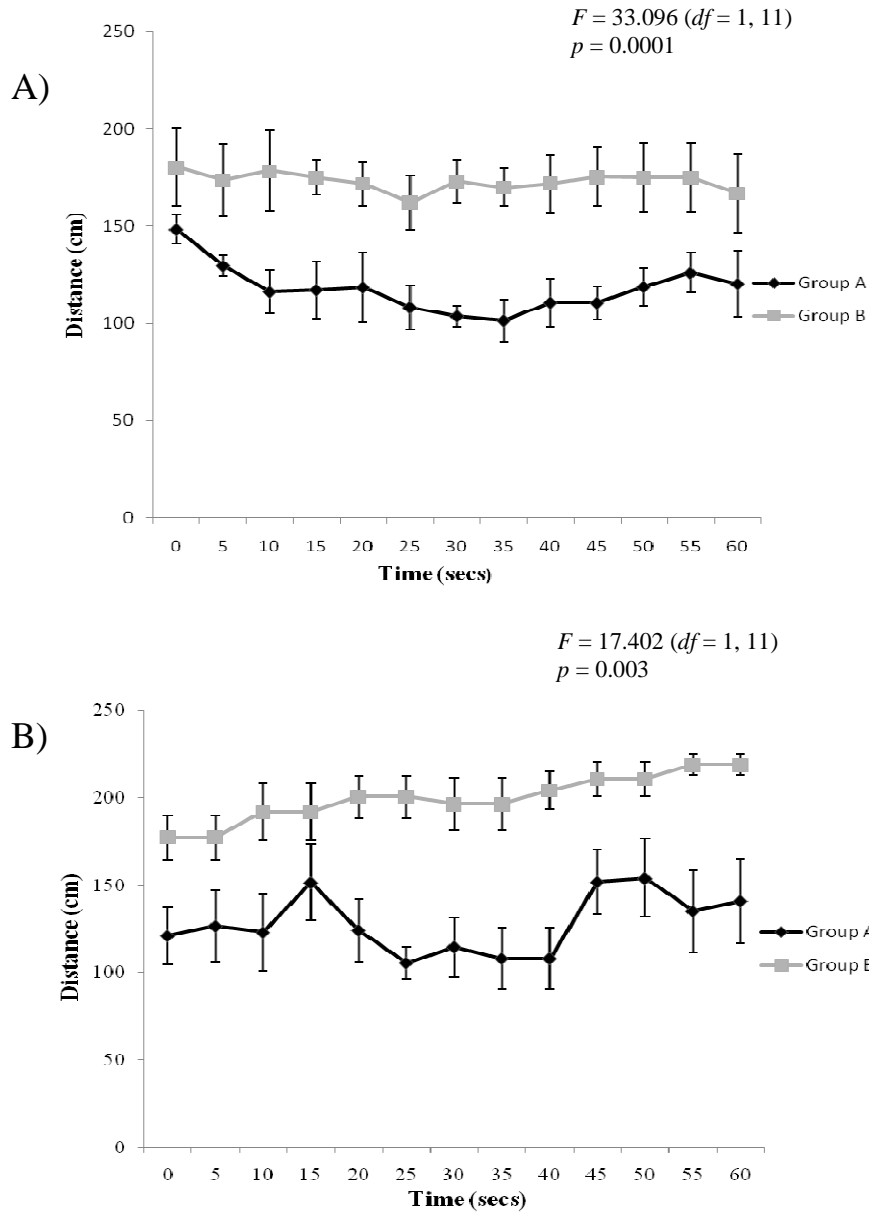 F = 33.096 (df = 1, 11)
p = 0.0001
A)
250
200
150
100
50
0
Distance (cm)
Group A
Group B
0 5 10 15 20 25 30 35 40 45 50 55 60
Time (secs)
F = 17.402 (df = 1, 11)
p = 0.003
B)
250
200
150
100
50
0
Distance (cm)
Group A
Group
0 5 10 15 20 25 30 35 40 45 50 55 60
Time (secs)